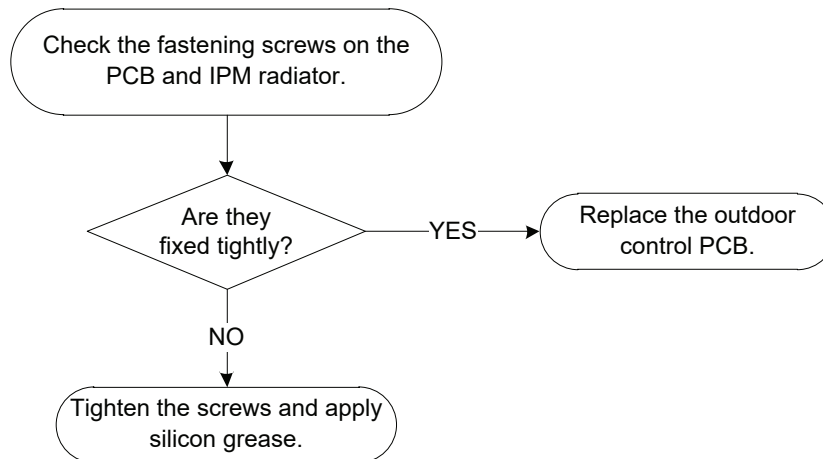 Check the fastening screws on the
PCB and IPM radiator.
Are they
fixed tightly?
YES
Replace the outdoor
control PCB.
NO
Tighten the screws and apply
silicon grease.